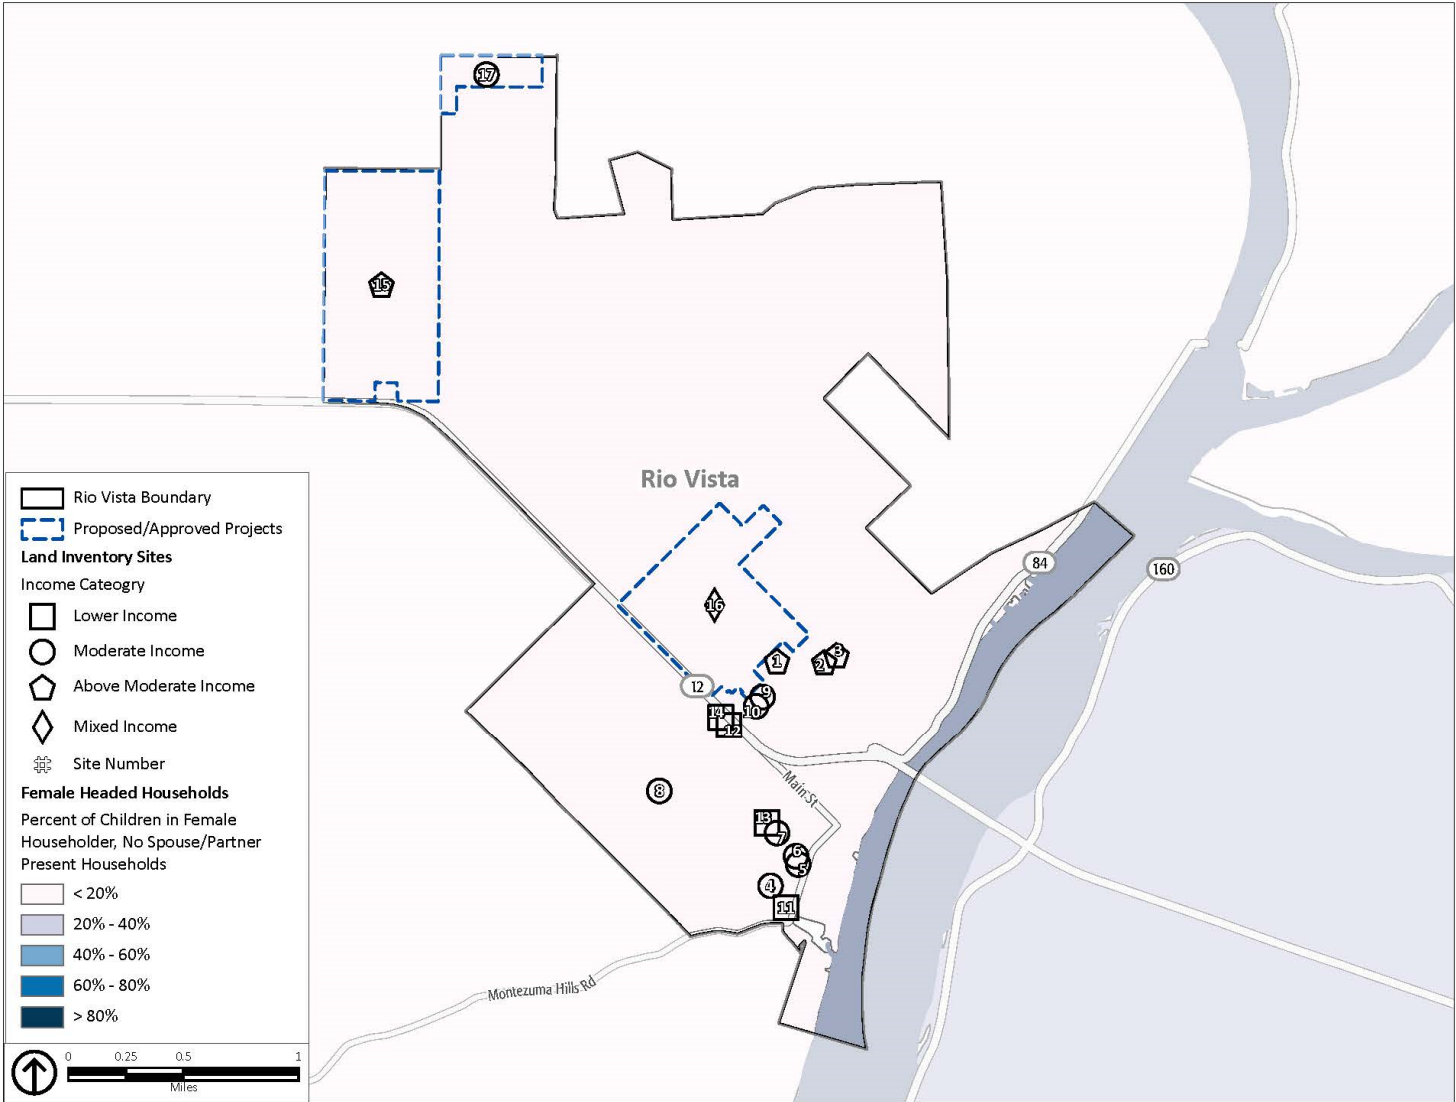 17
15
Rio Vista
84
160
16
1
2
3
12
9
10
14
12
Main St
8
13
7
6
5
4
11
Montezuma Hills Rd
Rio Vista Boundary
Proposed/Approved Projects
Land Inventory Sites
Income Cateogry
Lower Income
Moderate Income
Above Moderate Income
Mixed Income
# Site Number
Female Headed Households
Percent of Children in Female
Householder, No Spouse/Partner
Present Households
< 20%
20% - 40%
40% - 60%
60% - 80%
> 80%
0 0.25 0.5 1
Miles